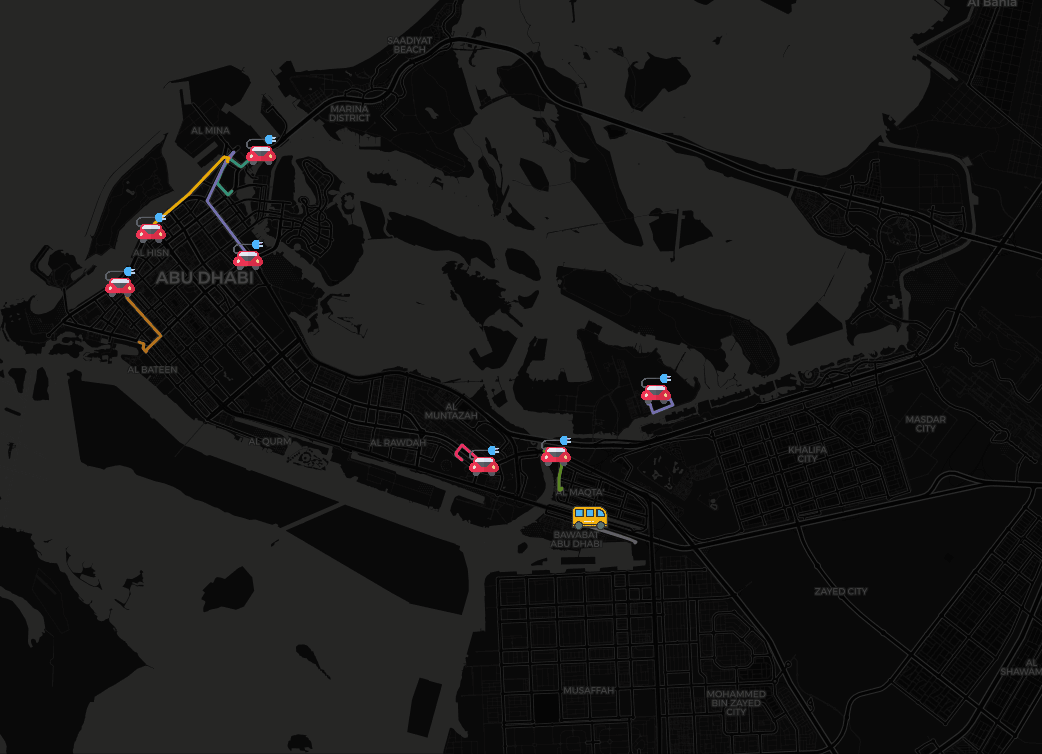 Al Bahia
SAADIYAT
BEACH
MARINA
DISTRICT
AL MINA
AL HISN
ABU DHABI
AL BATEEN
AL
MUNTAZAH
AL QURM
AL RAWDAH
MASDAR
CITY
KHALIFA
CITY
AL MAQTA'
BAWABAT
ABU DHABI
ZAYED CITY
AL
SHAWAM
MUSAFFAH
MOHAMMED
BIN ZAYED
CITY